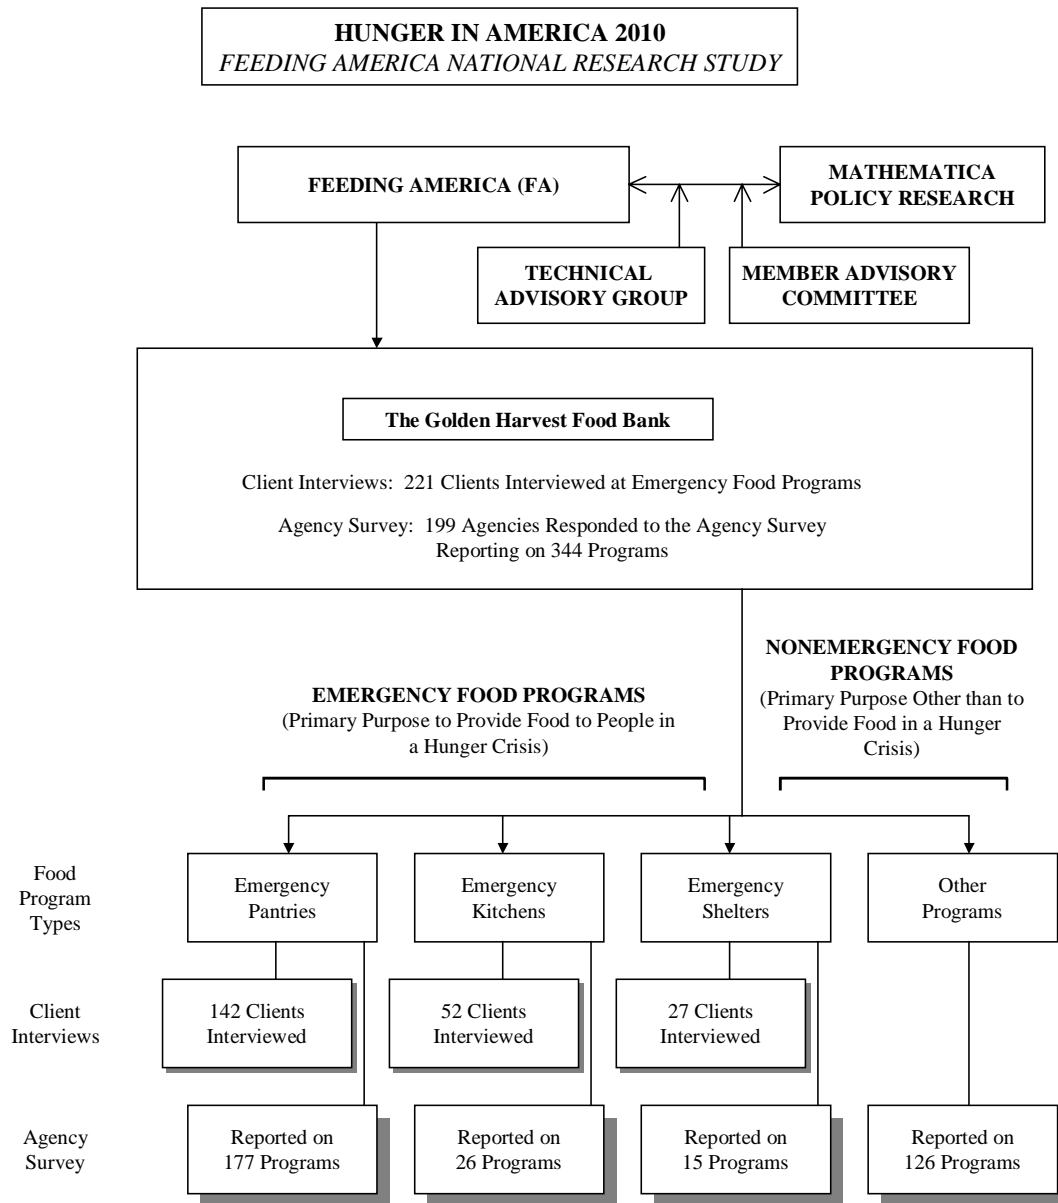 HUNGER IN AMERICA 2010
FEEDING AMERICA NATIONAL RESEARCH STUDY
FEEDING AMERICA (FA)
MATHEMATICA
POLICY RESEARCH
TECHNICAL
ADVISORY GROUP
MEMBER ADVISORY
COMMITTEE
The Golden Harvest Food Bank
Client Interviews: 221 Clients Interviewed at Emergency Food Programs
Agency Survey: 199 Agencies Responded to the Agency Survey
Reporting on 344 Programs
EMERGENCY FOOD PROGRAMS
(Primary Purpose to Provide Food to People in
a Hunger Crisis)
NONEMERGENCY FOOD
PROGRAMS
(Primary Purpose Other than to
Provide Food in a Hunger
Crisis)
Food
Program
Types
Emergency
Pantries
Emergency
Kitchens
Emergency
Shelters
Other
Programs
Client
Interviews
142 Clients
Interviewed
52 Clients
Interviewed
27 Clients
Interviewed
Agency
Survey
Reported on
177 Programs
Reported on
26 Programs
Reported on
15 Programs
Reported on
126 Programs